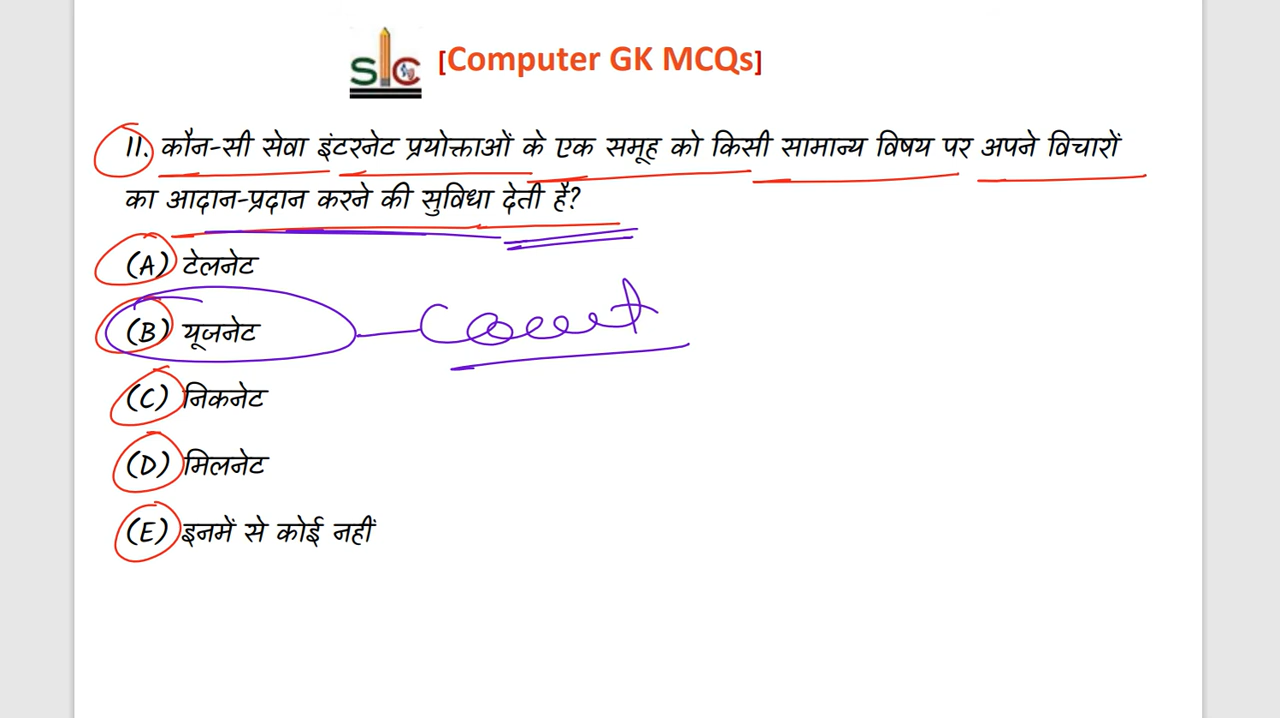 SIC [Computer GK MCQs]
11. कौन-सी सेवा इंटरनेट प्रयोक्ताओं के एक समूह को किसी सामान्य विषय पर अपने विचारों
का आदान-प्रदान करने की सुविधा देती है?
(A) टेलनेट
(B) यूजनेट
(C) निकनेट
(D) मिलनेट
(E) इनमें से कोई नहीं